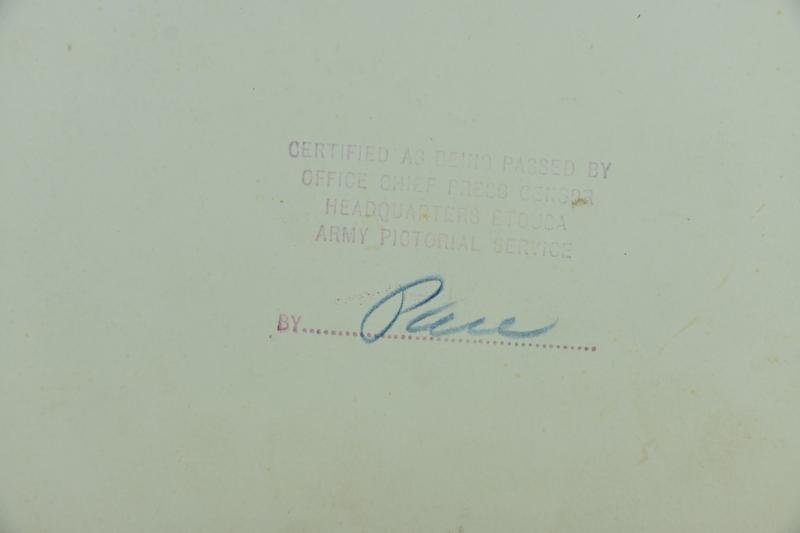 CERTIFIED AS BEING PASSED BY
OFFICE CHIEF PRESS CENSOR
HEADQUARTERS ETOUSA
ARMY PICTORIAL SERVICE
BY